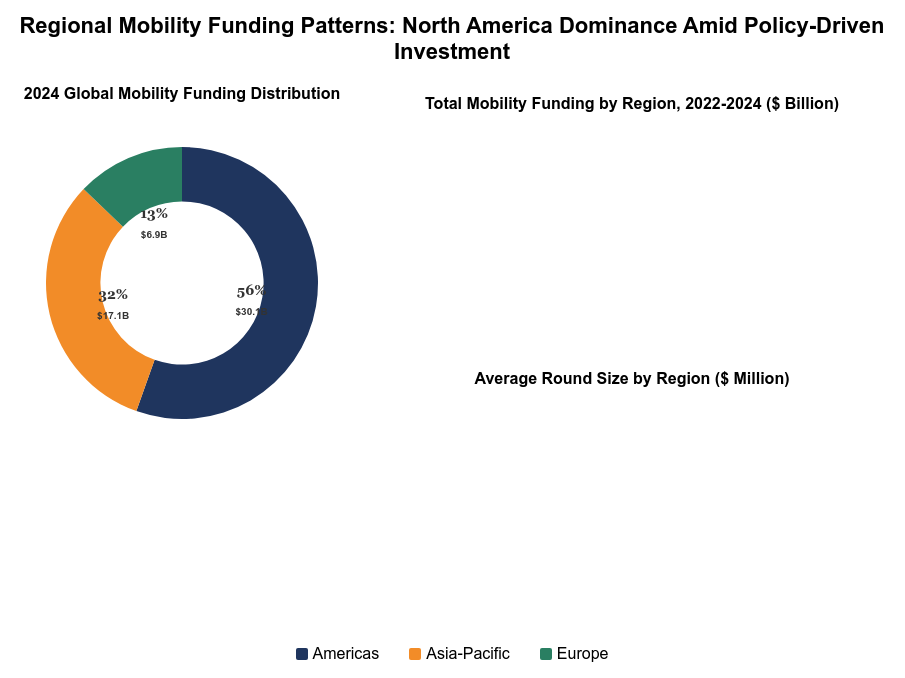 Regional Mobility Funding Patterns: North America Dominance Amid Policy-Driven
Investment
2024 Global Mobility Funding Distribution
Total Mobility Funding by Region, 2022-2024 ($ Billion)
13%
$6.9B
32%
$17.1B
56%
Average Round Size by Region ($ Million)
Americas
Asia-Pacific
Europe